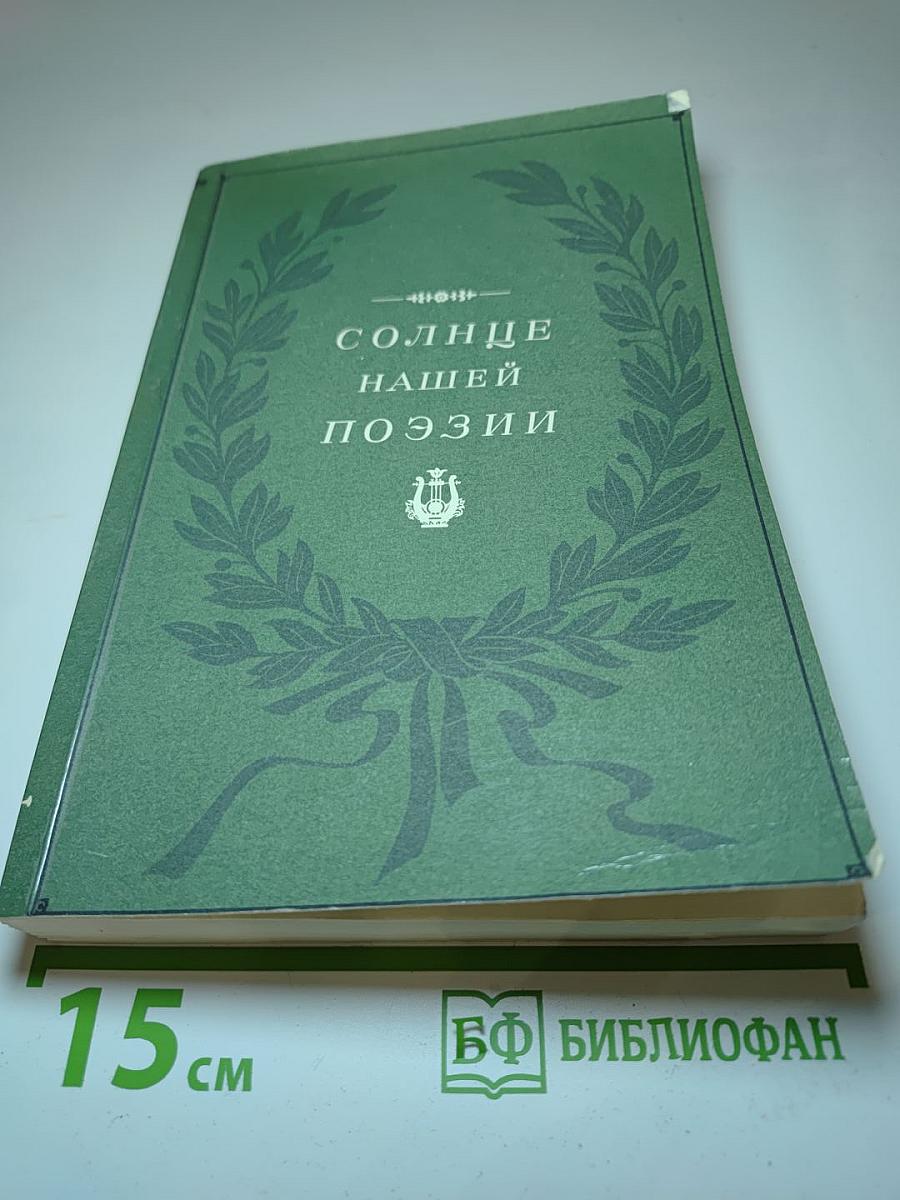 СОЛНЦЕ
НАШЕЙ
ПОЭЗИИ
15 см
БФ БИБЛИОФАН